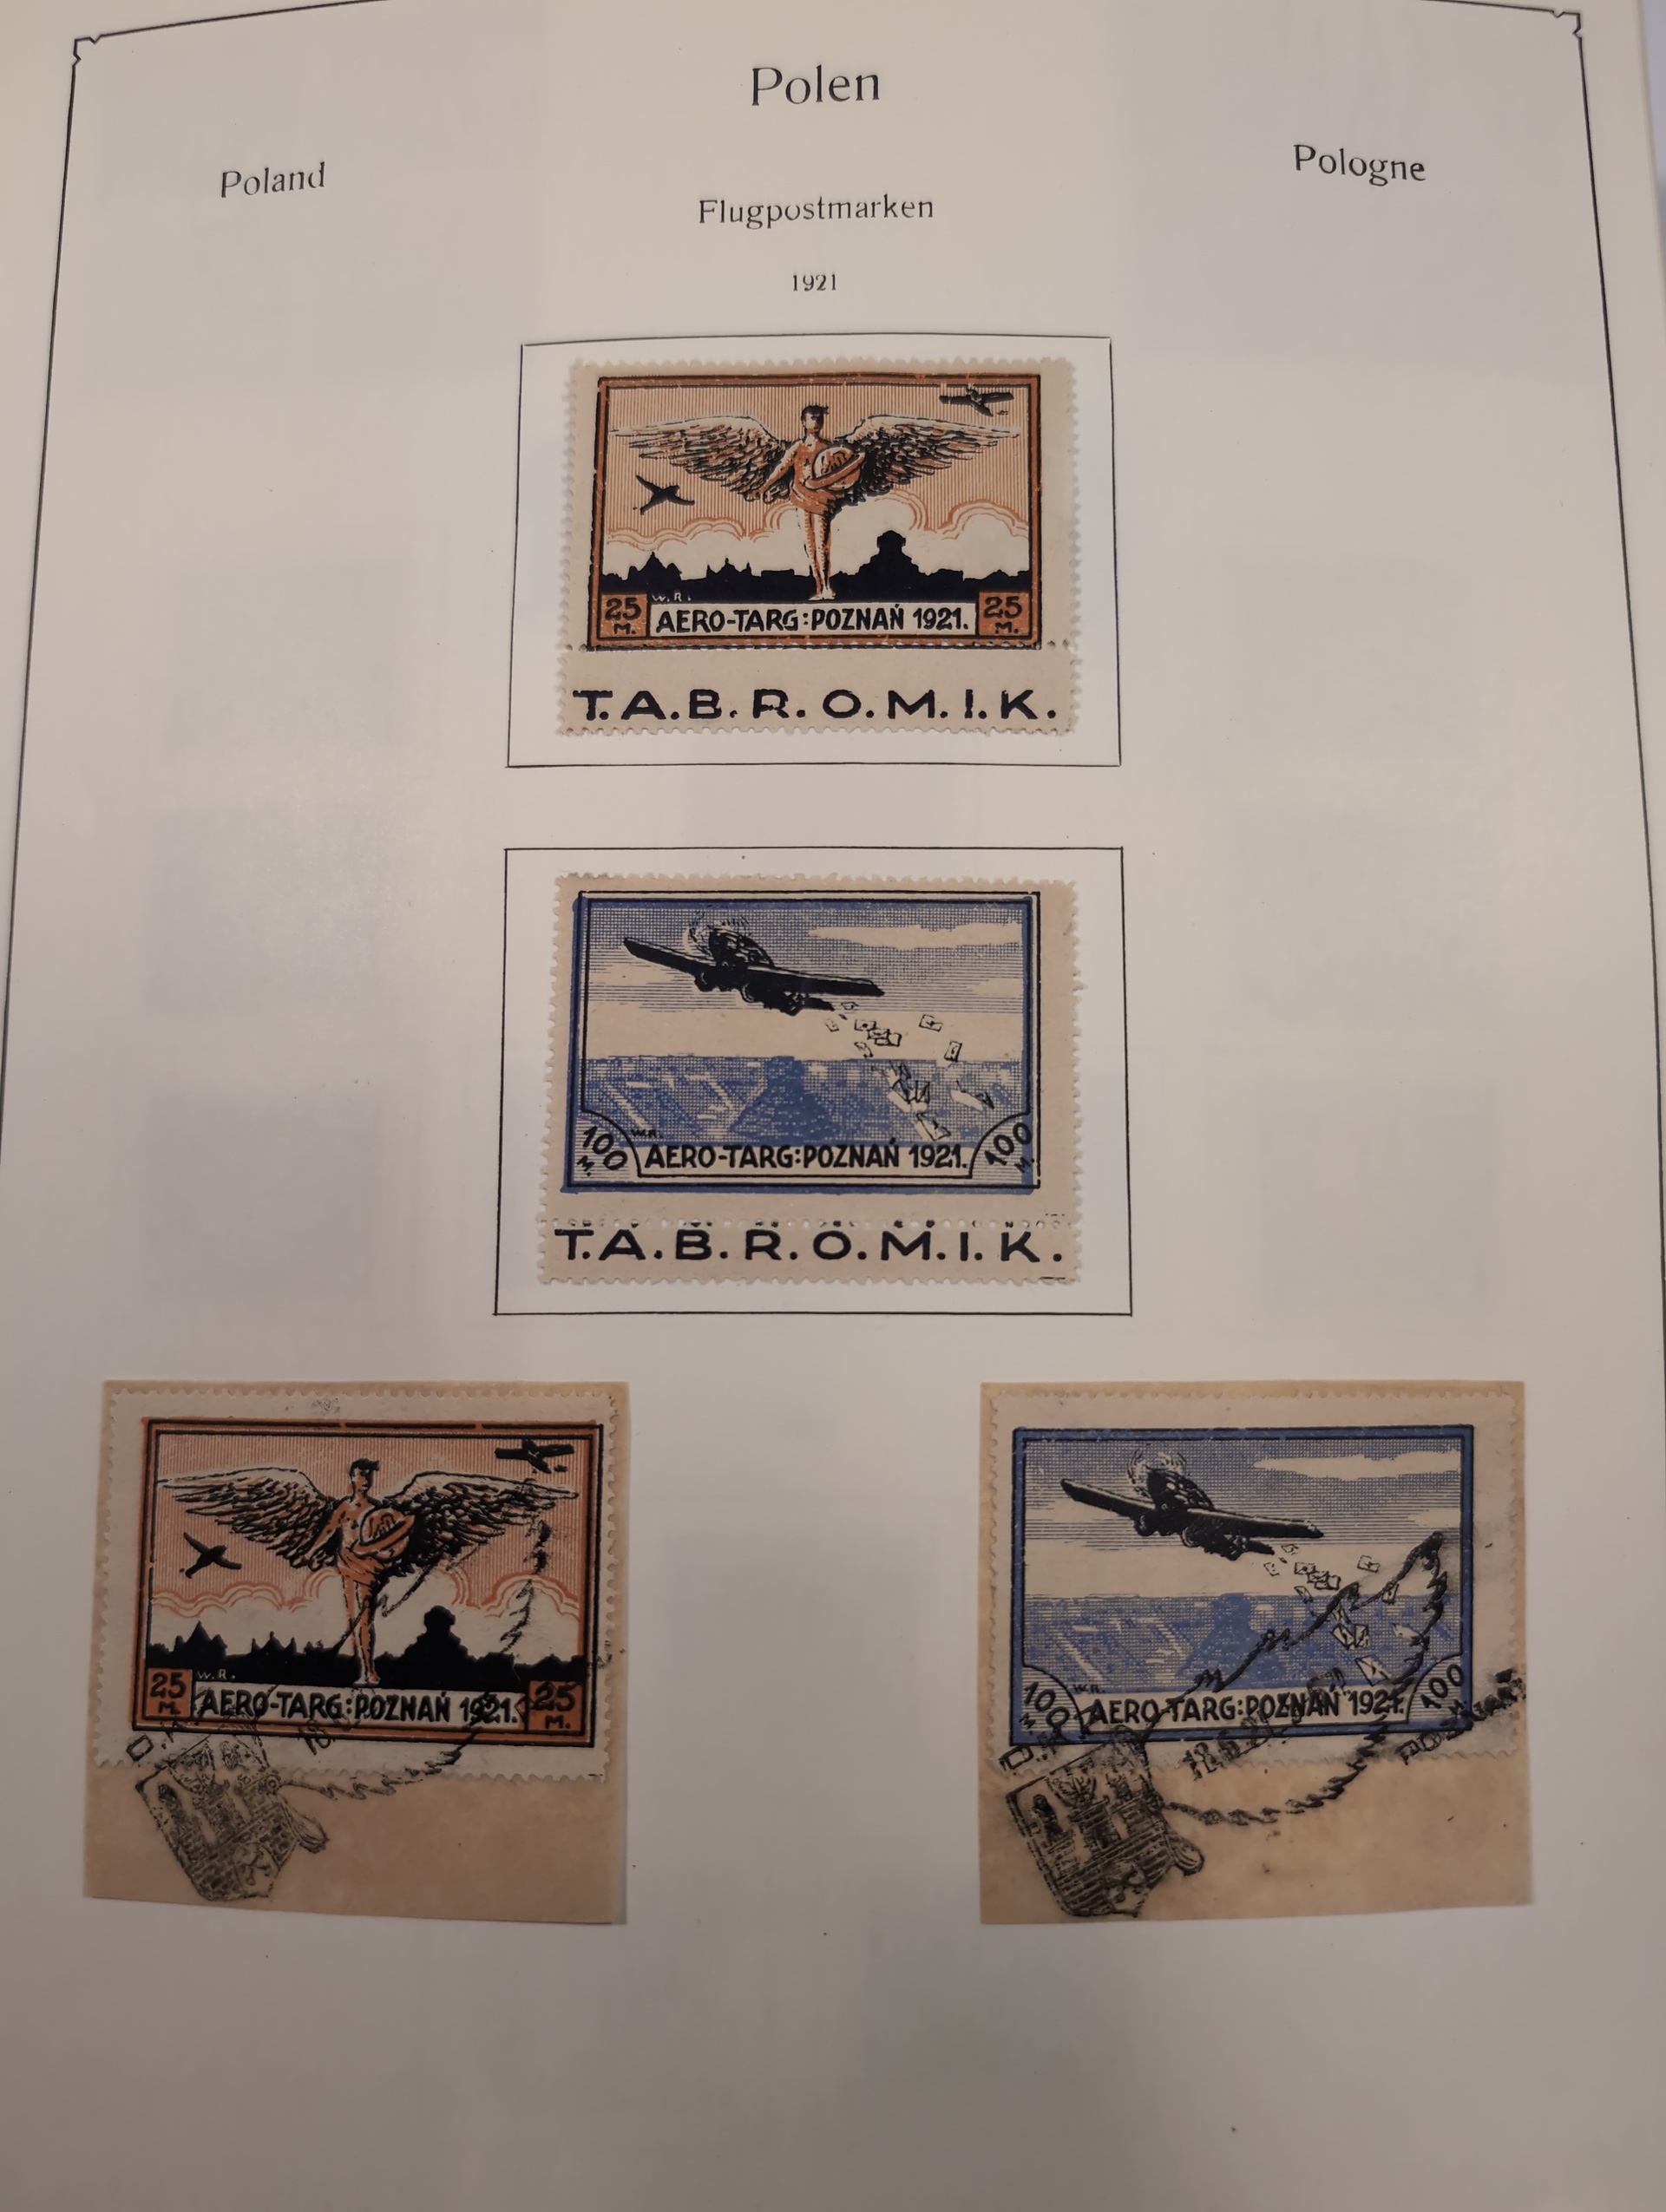 Polen
Poland
Pologne
Flugpostmarken
1921
W.R.
25 M.
AERO-TARG:POZNAŃ 1921.
25 M.
T.A.B.R.O.M.I.K.
W.R.
100 M.
AERO-TARG:POZNAŃ 1921.
100 M.
T.A.B.R.O.M.I.K.
W.R.
25 M.
AERO-TARG:POZNAŃ 1921.
25 M.
100
AERO-TARG:POZNAŃ 1921.
100